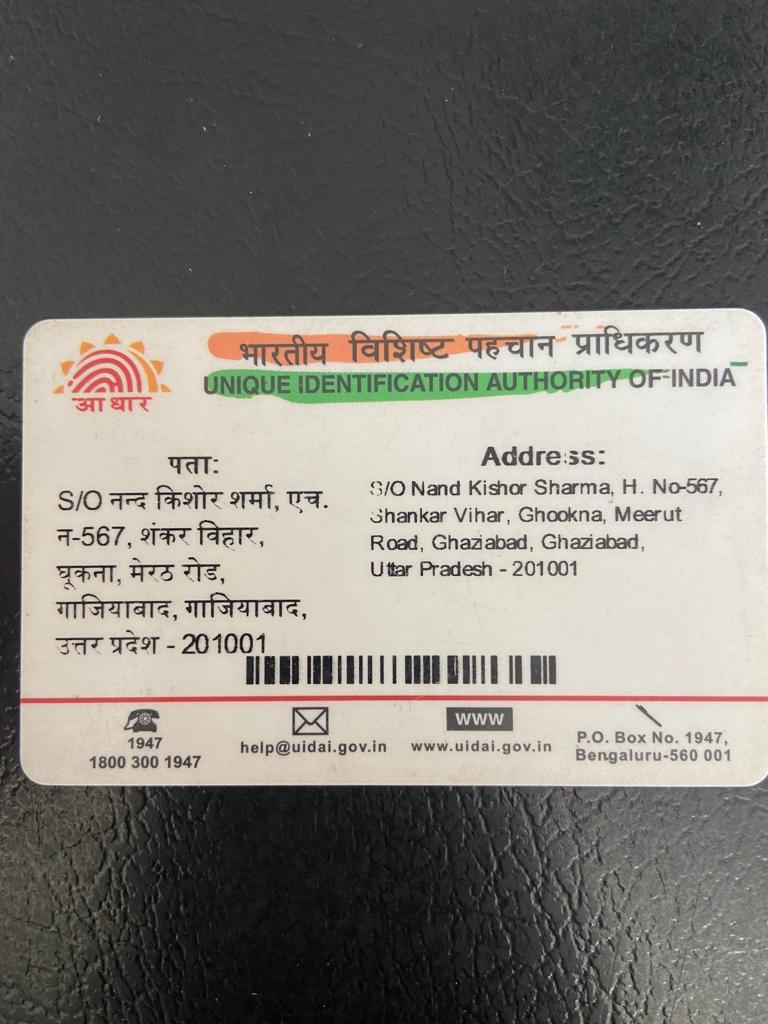 भारतीय विशिष्ट पहचान प्राधिकरण
UNIQUE IDENTIFICATION AUTHORITY OF INDIA
आधार
पता:
S/O नन्द किशोर शर्मा, एच.
न-567, शंकर विहार,
घूकना, मेरठ रोड,
गाजियाबाद, गाजियाबाद,
उत्तर प्रदेश - 201001
Address:
S/O Nand Kishor Sharma, H. No-567,
Shankar Vihar, Ghookna, Meerut
Road, Ghaziabad, Ghaziabad,
Uttar Pradesh - 201001
1947
1800 300 1947
help@uidai.gov.in
www
www.uidai.gov.in
P.O. Box No. 1947,
Bengaluru-560 001